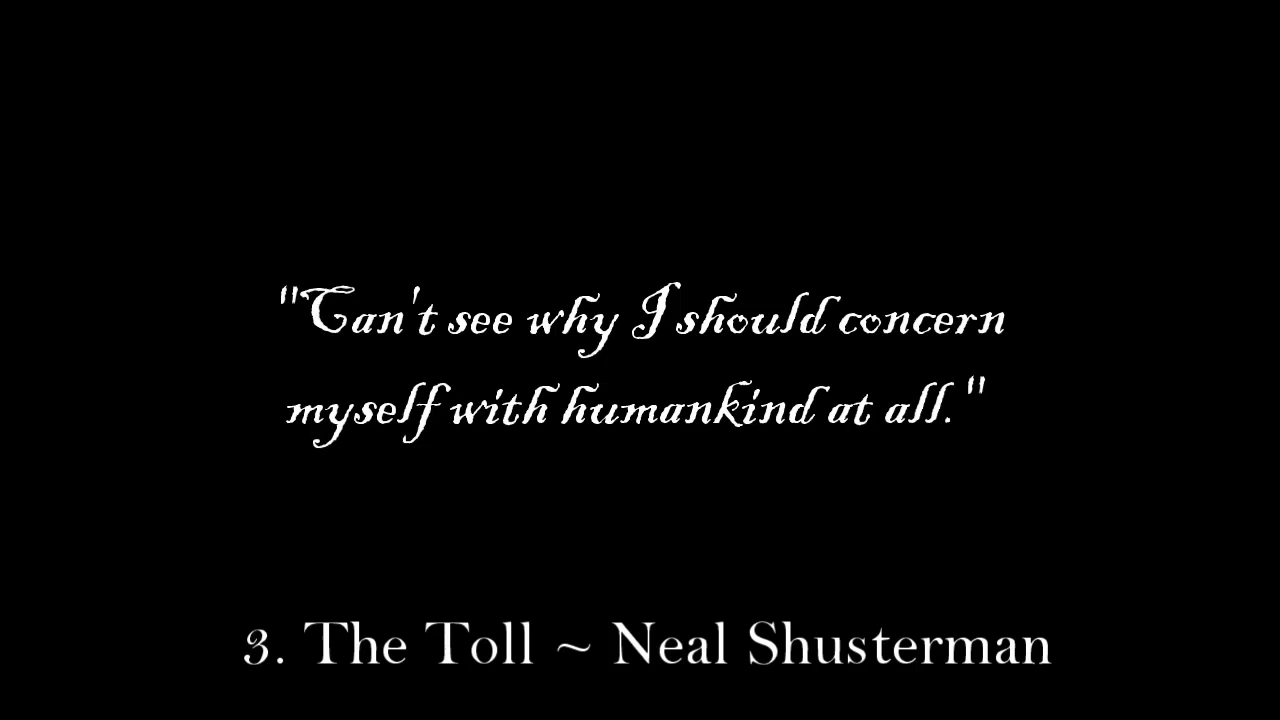 "Can't see why I should concern
myself with humankind at all."
3. The Toll ~ Neal Shusterman